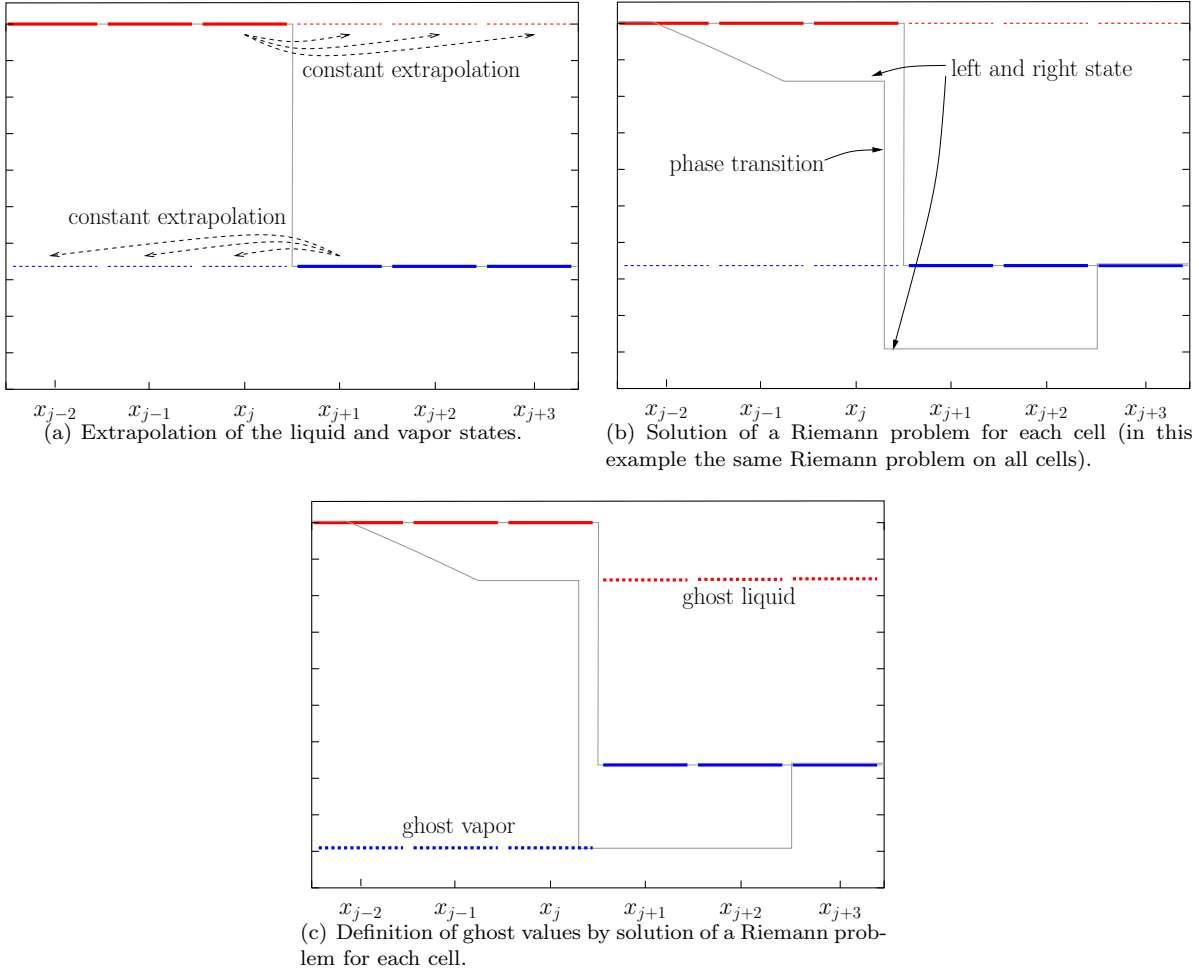 constant extrapolation
constant extrapolation
x_{j−2} x_{j−1} x_j x_{j+1} x_{j+2} x_{j+3}
(a) Extrapolation of the liquid and vapor states.
left and right state
phase transition
x_{j−2} x_{j−1} x_j x_{j+1} x_{j+2} x_{j+3}
(b) Solution of a Riemann problem for each cell (in this
example the same Riemann problem on all cells).
ghost liquid
ghost vapor
x_{j−2} x_{j−1} x_j x_{j+1} x_{j+2} x_{j+3}
(c) Definition of ghost values by solution of a Riemann prob-
lem for each cell.